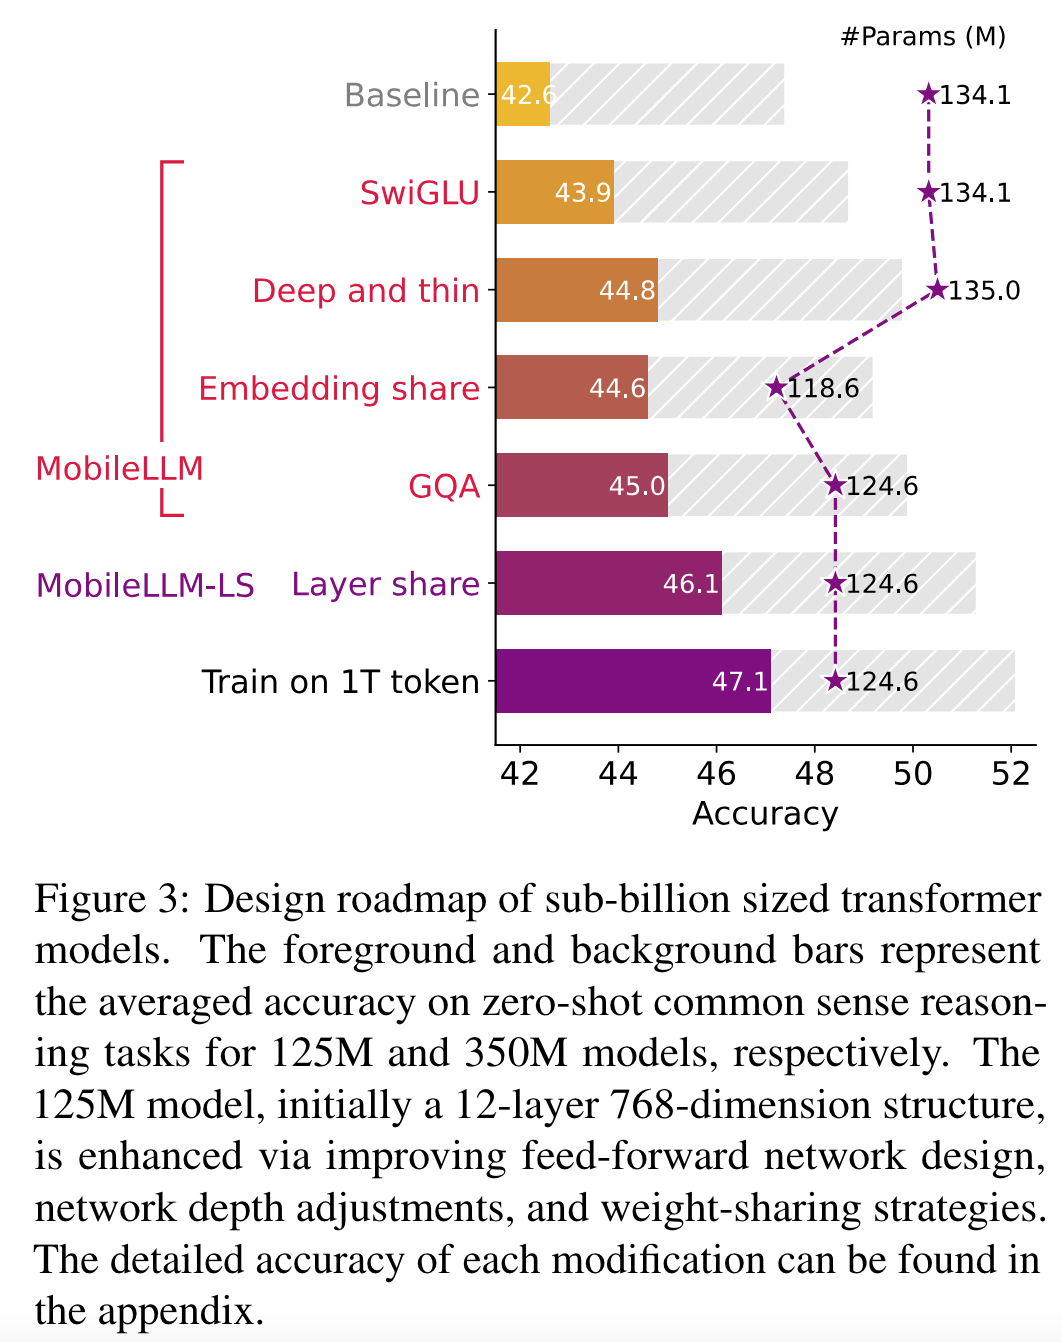 #Params (M)
Baseline 42.6 134.1
SwiGLU 43.9 134.1
Deep and thin 44.8 135.0
Embedding share 44.6 118.6
MobileLLM
GQA 45.0 124.6
MobileLLM-LS Layer share 46.1 124.6
Train on 1T token 47.1 124.6
42 44 46 48 50 52
Accuracy
Figure 3: Design roadmap of sub-billion sized transformer
models. The foreground and background bars represent
the averaged accuracy on zero-shot common sense reason-
ing tasks for 125M and 350M models, respectively. The
125M model, initially a 12-layer 768-dimension structure,
is enhanced via improving feed-forward network design,
network depth adjustments, and weight-sharing strategies.
The detailed accuracy of each modification can be found in
the appendix.